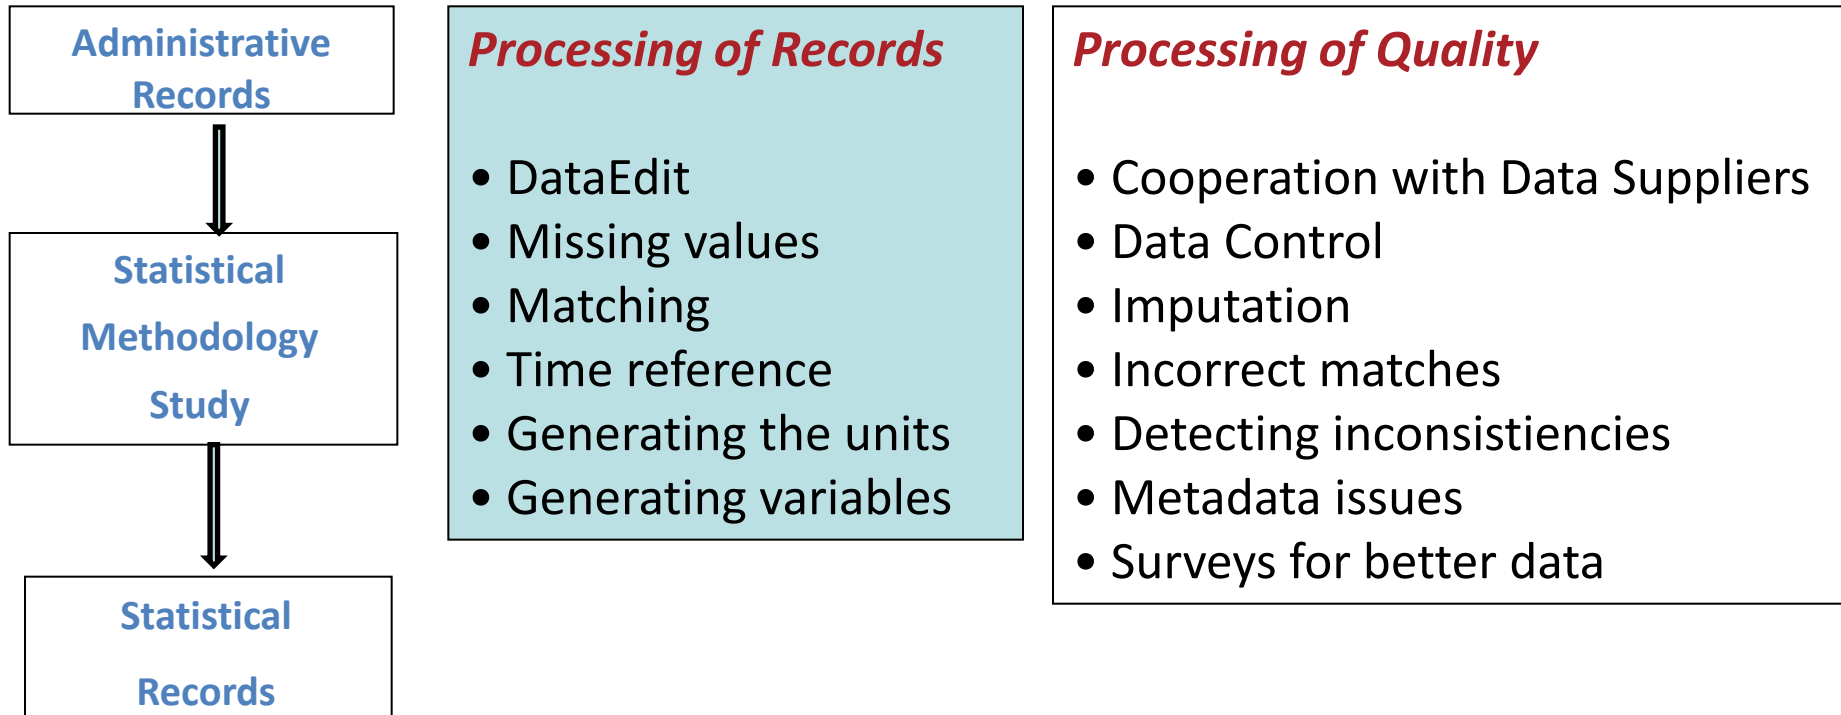 Administrative
Records
Statistical
Methodology
Study
Statistical
Records
Processing of Records
• DataEdit
• Missing values
• Matching
• Time reference
• Generating the units
• Generating variables
Processing of Quality
• Cooperation with Data Suppliers
• Data Control
• Imputation
• Incorrect matches
• Detecting inconsistiencies
• Metadata issues
• Surveys for better data